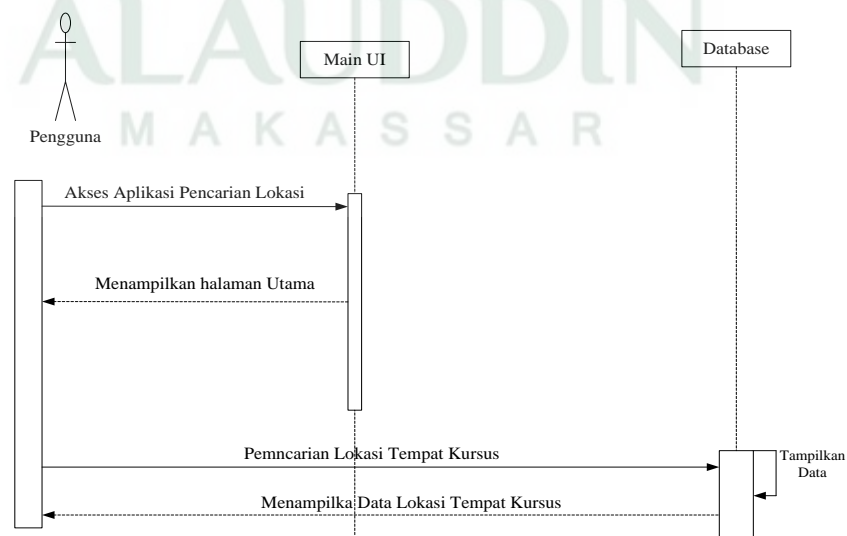 ALAUDDIN
MAKASSAR
Pengguna
Main UI
Database
Akses Aplikasi Pencarian Lokasi
Menampilkan halaman Utama
Pemncarian Lokasi Tempat Kursus
Tampilkan
Data
Menampilka Data Lokasi Tempat Kursus